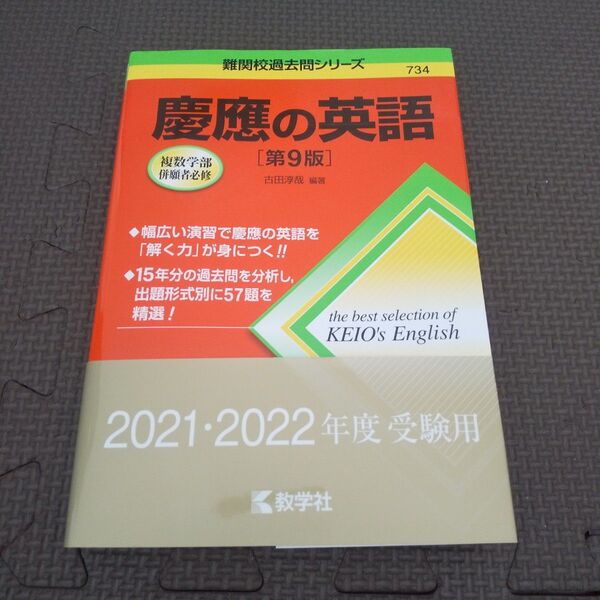 難関校過去問シリーズ
734
慶應の英語
[第9版]
複数学部
併願者必修
古田淳哉 編著
◆幅広い演習で慶應の英語を
「解く力」が身につく!!
◆15年分の過去問を分析し、
出題形式別に57題を
精選！
the best selection of
KEIO's English
2021・2022年度 受験用
教学社